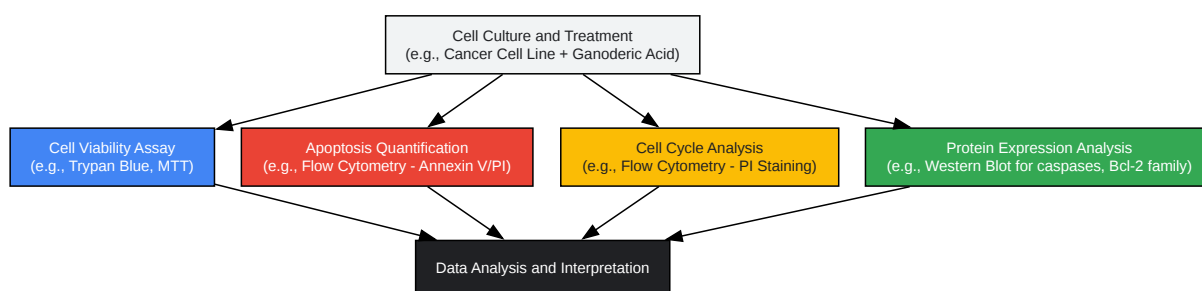 Cell Culture and Treatment
(e.g., Cancer Cell Line + Ganoderic Acid)
Cell Viability Assay
(e.g., Trypan Blue, MTT)
Apoptosis Quantification
(e.g., Flow Cytometry - Annexin V/PI)
Cell Cycle Analysis
(e.g., Flow Cytometry - PI Staining)
Protein Expression Analysis
(e.g., Western Blot for caspases, Bcl-2 family)
Data Analysis and Interpretation